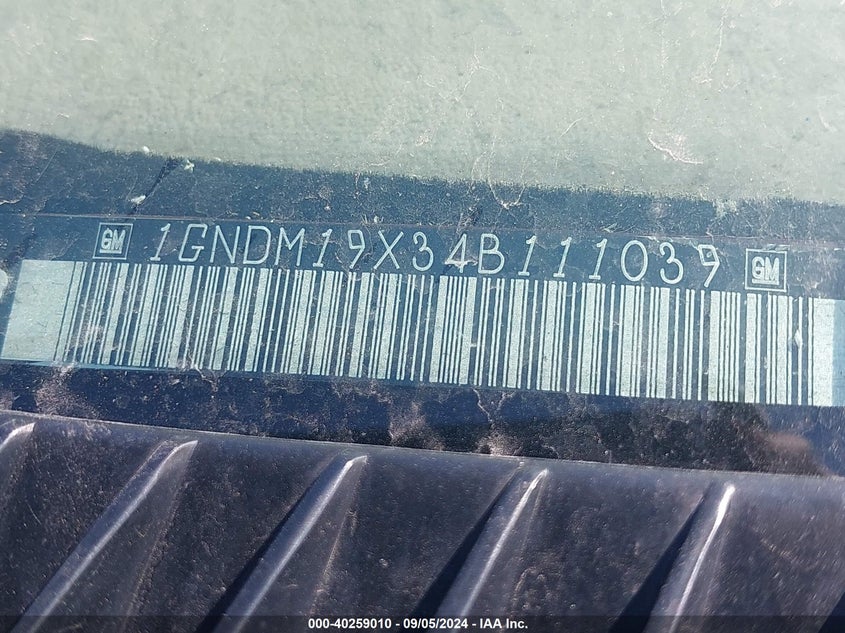 GM 1GNDM19X34B111039 GM
000-40259010 - 09/05/2024 - IAA Inc.